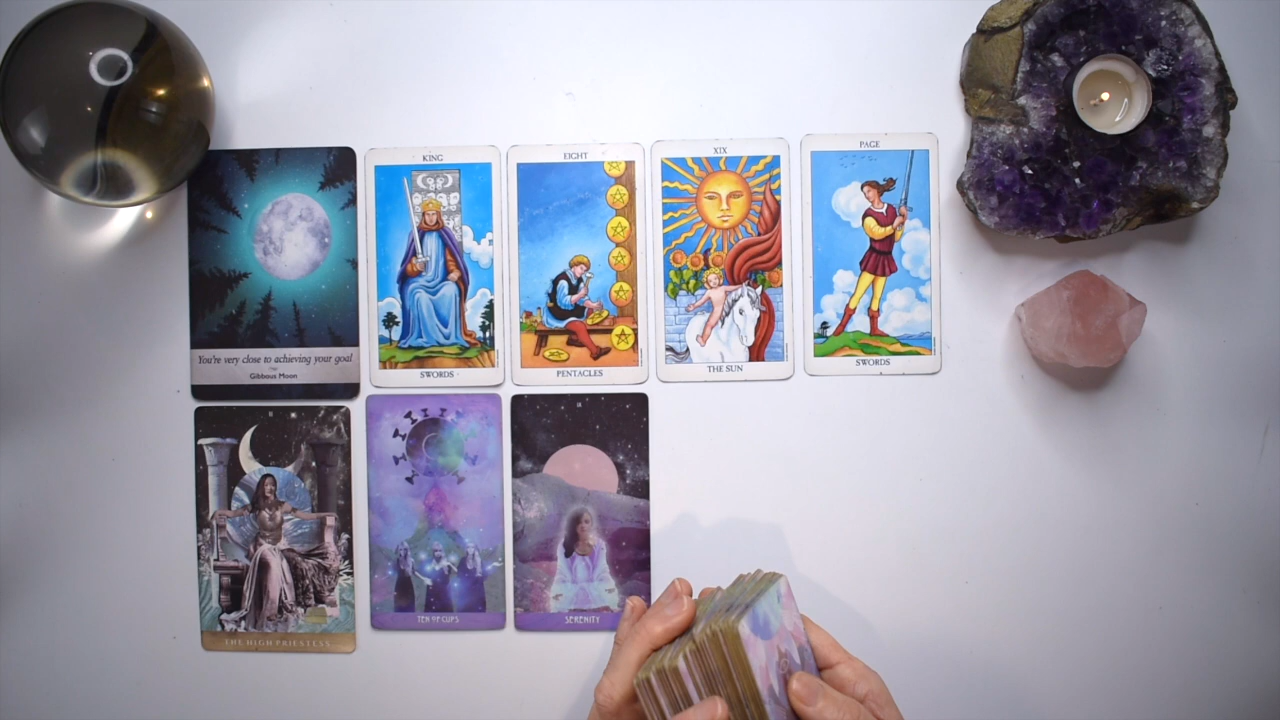 You're very close to achieving your goal
Gibbous Moon
KING
SWORDS
EIGHT
PENTACLES
XIX
THE SUN
PAGE
SWORDS
II
THE HIGH PRIESTESS
TEN OF CUPS
SERENITY